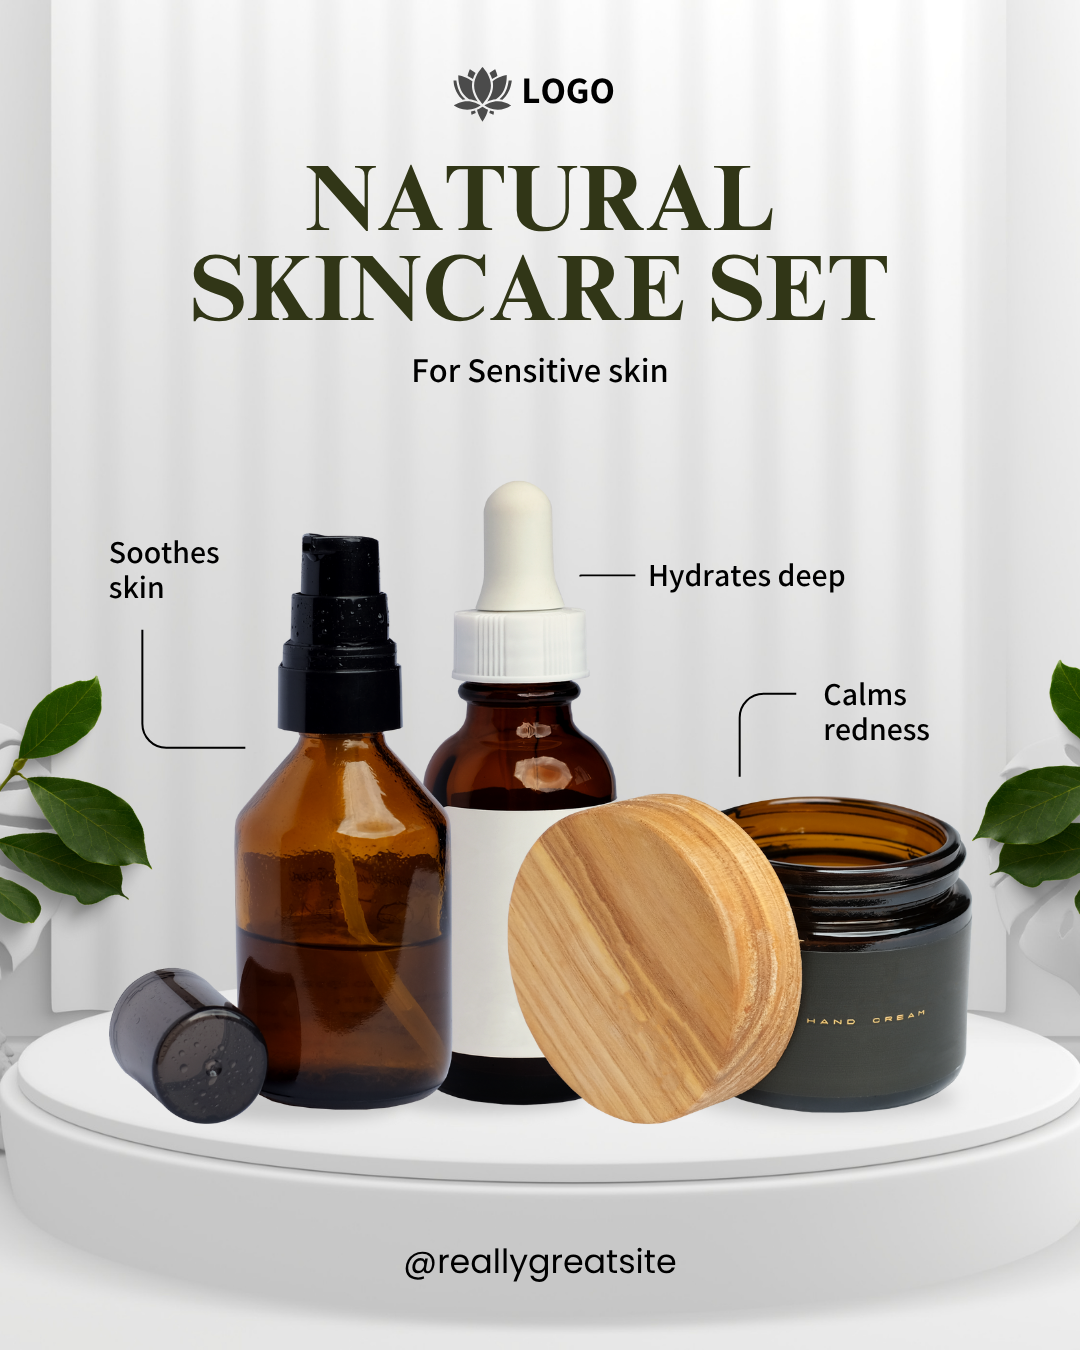 LOGO
NATURAL
SKINCARE SET
For Sensitive skin
Soothes
skin
Hydrates deep
Calms
redness
HAND CREAM
@reallygreatsite